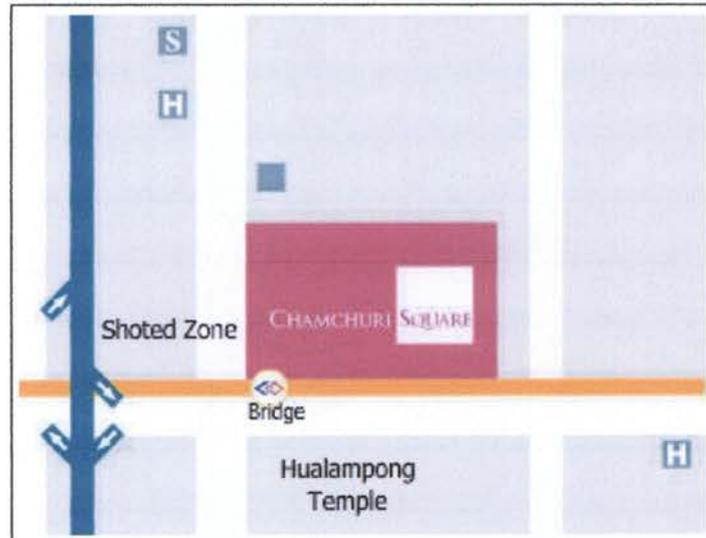 S
H
CHAMCHURI SQUARE
Shoted Zone
Bridge
Hualampong
Temple
H